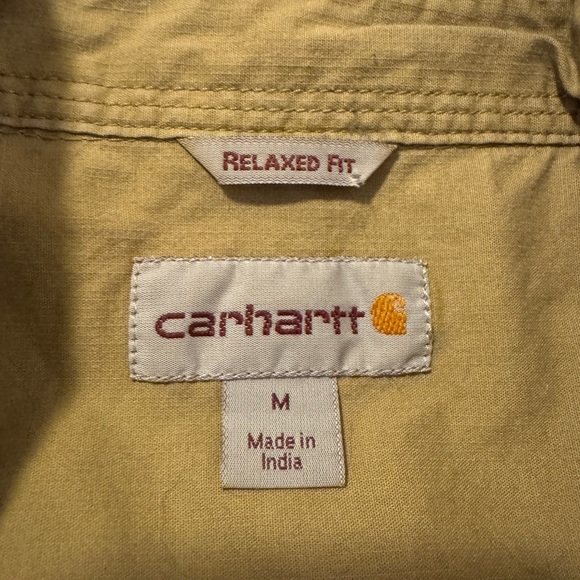 RELAXED FIT
carhartt
M
Made in
India